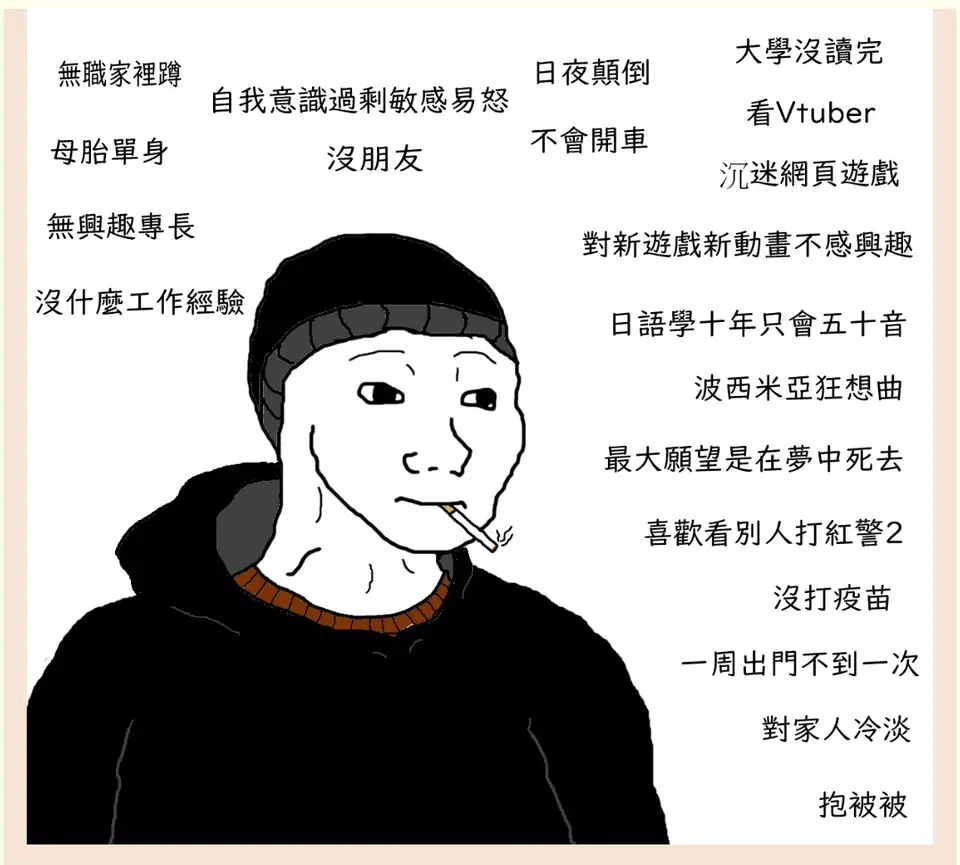 無職家裡蹲
母胎單身
無興趣專長
沒什麼工作經驗
自我意識過剩敏感易怒
沒朋友
日夜顛倒
不會開車
大學沒讀完
看Vtuber
沉迷網頁遊戲
對新遊戲新動畫不感興趣
日語學十年只會五十音
波西米亞狂想曲
最大願望是在夢中死去
喜歡看別人打紅警2
沒打疫苗
一周出門不到一次
對家人冷淡
抱被被